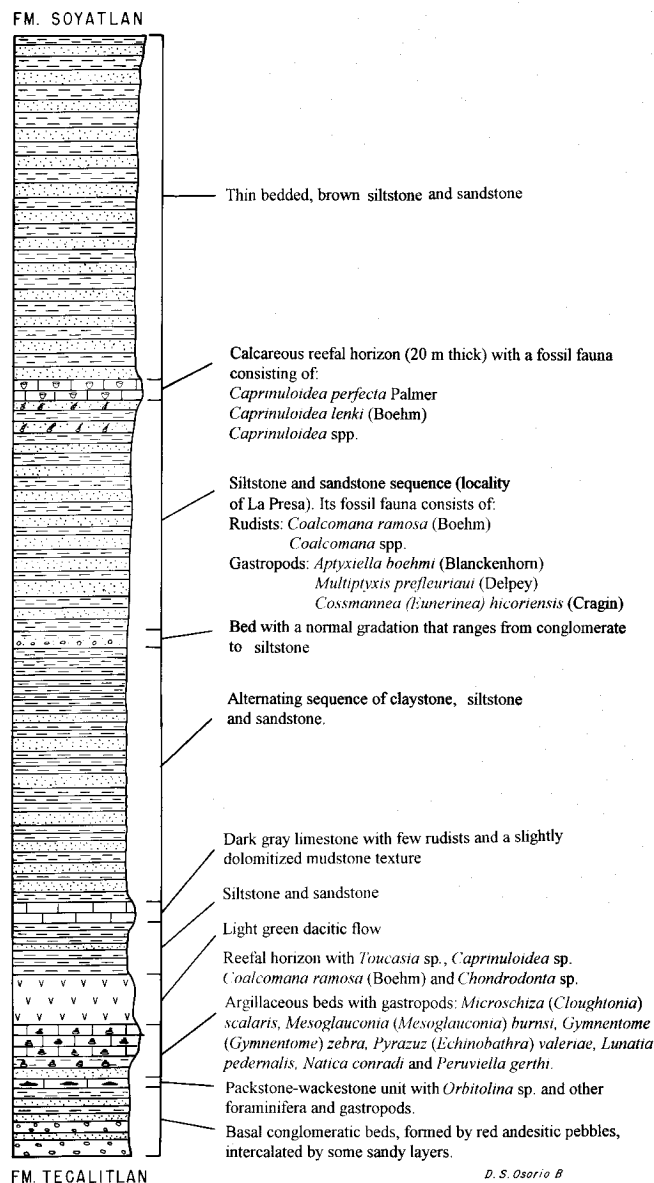 FM. SOYATLAN
Thin bedded, brown siltstone and sandstone
Calcareous reefal horizon (20 m thick) with a fossil fauna
consisting of:
Caprinuloidea perfecta Palmer
Caprinuloidea lenki (Boehm)
Caprinuloidea spp.
Siltstone and sandstone sequence (locality
of La Presa). Its fossil fauna consists of:
Rudists: Coalcomana ramosa (Boehm)
Coalcomana spp.
Gastropods: Aptyxiella boehmi (Blanckenhorn)
Multiptyxis prefleuriaui (Delpey)
Cossmannea (Eunerinea) hicoriensis (Cragin)
Bed with a normal gradation that ranges from conglomerate
to siltstone
Alternating sequence of claystone, siltstone
and sandstone.
Dark gray limestone with few rudists and a slightly
dolomitized mudstone texture
Siltstone and sandstone
Light green dacitic flow
Reefal horizon with Toucasia sp., Caprinuloidea sp.
Coalcomana ramosa (Boehm) and Chondrodonta sp.
Argillaceous beds with gastropods: Microschiza (Cloughtonia)
scalaris, Mesoglauconia (Mesoglauconia) burnsi, Gymnentome
(Gymnentome) zebra, Pyrazuz (Echinobathra) valeriae, Lunatia
pedernalis, Natica conradi and Peruviella gerthi.
Packstone-wackestone unit with Orbitolina sp. and other
foraminifera and gastropods.
Basal conglomeratic beds, formed by red andesitic pebbles,
intercalated by some sandy layers.
FM. TECALITLAN
D. S. Osorio B